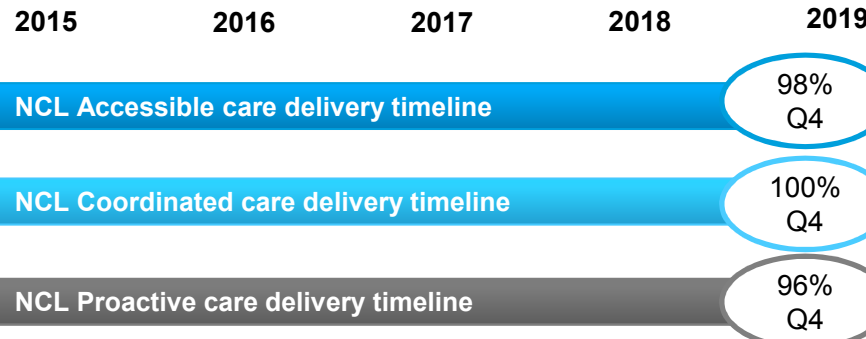 2015 2016 2017 2018 2019
NCL Accessible care delivery timeline
98%
Q4
NCL Coordinated care delivery timeline
100%
Q4
NCL Proactive care delivery timeline
96%
Q4